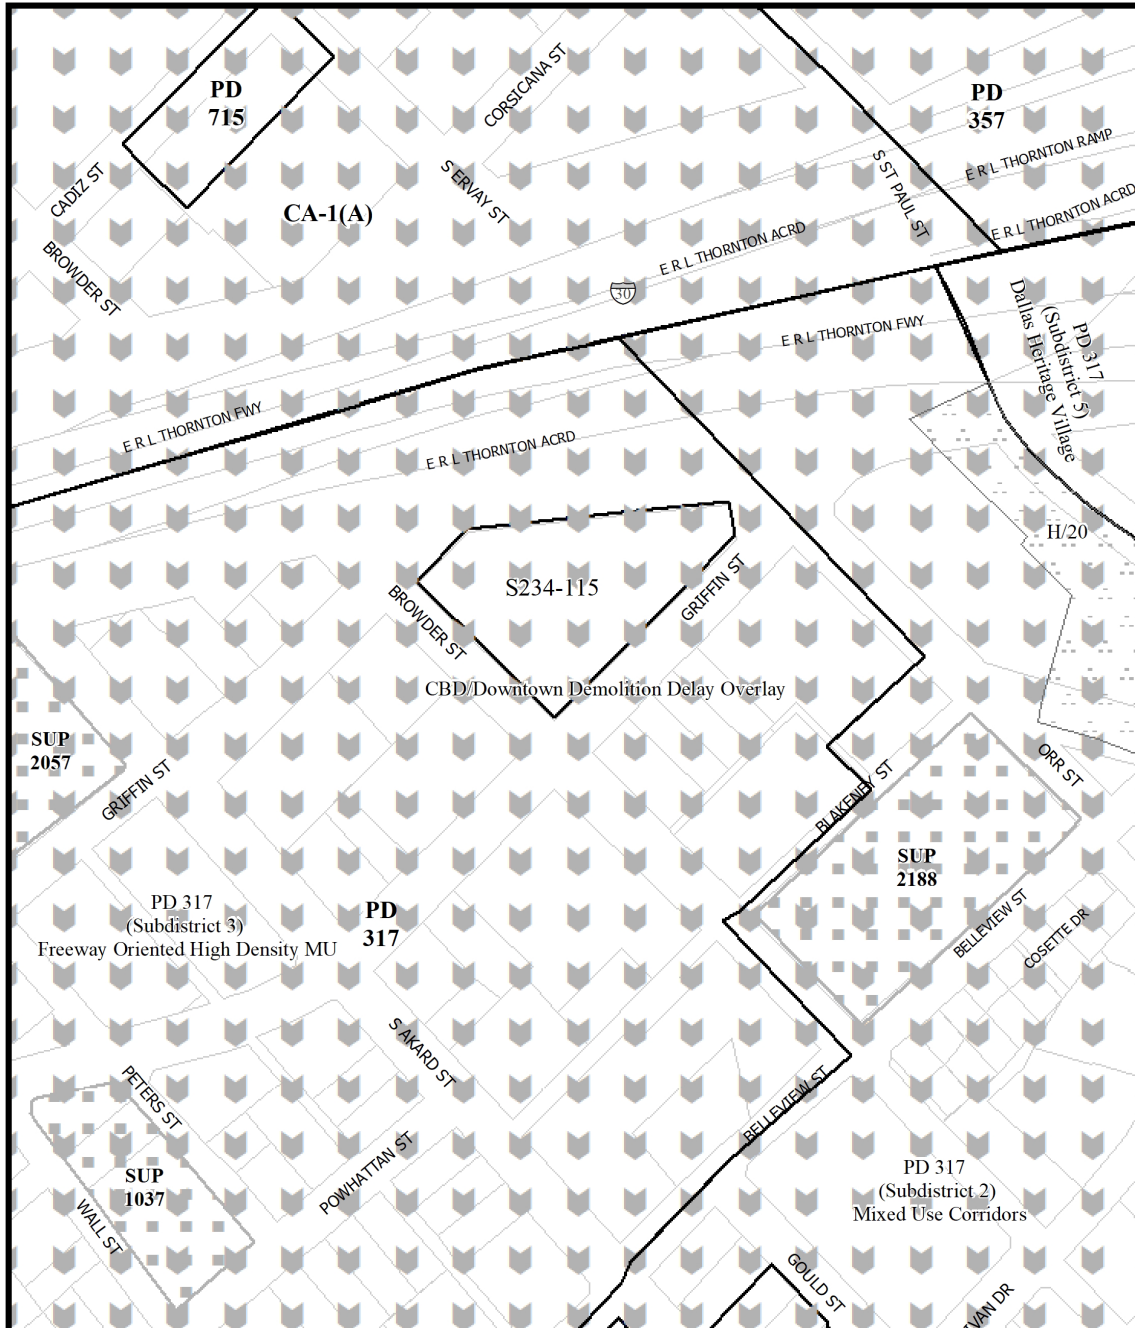 PD
715
CORSICANA ST
PD
357
E R L THORNTON RAMP
CADIZ ST
S ERVAY ST
S ST PAUL ST
CA-1(A)
E R L THORNTON ACRD
E R L THORNTON ACRD
BROWDER ST
30
E R L THORNTON FWY
PD 317
(Subdistrict 5)
Dallas Heritage Village
E R L THORNTON FWY
E R L THORNTON ACRD
H/20
S234-115
GRIFFIN ST
BROWDER ST
CBD/Downtown Demolition Delay Overlay
SUP
2057
GRIFFIN ST
ORR ST
BLAKENEY ST
SUP
2188
PD 317
(Subdistrict 3)
Freeway Oriented High Density MU
PD
317
BELLEVIEW ST
COSETTE DR
S AKARD ST
PETERS ST
BELLEVIEW ST
POWHATTAN ST
SUP
1037
WALL ST
PD 317
(Subdistrict 2)
Mixed Use Corridors
GOULD ST
IVAN DR